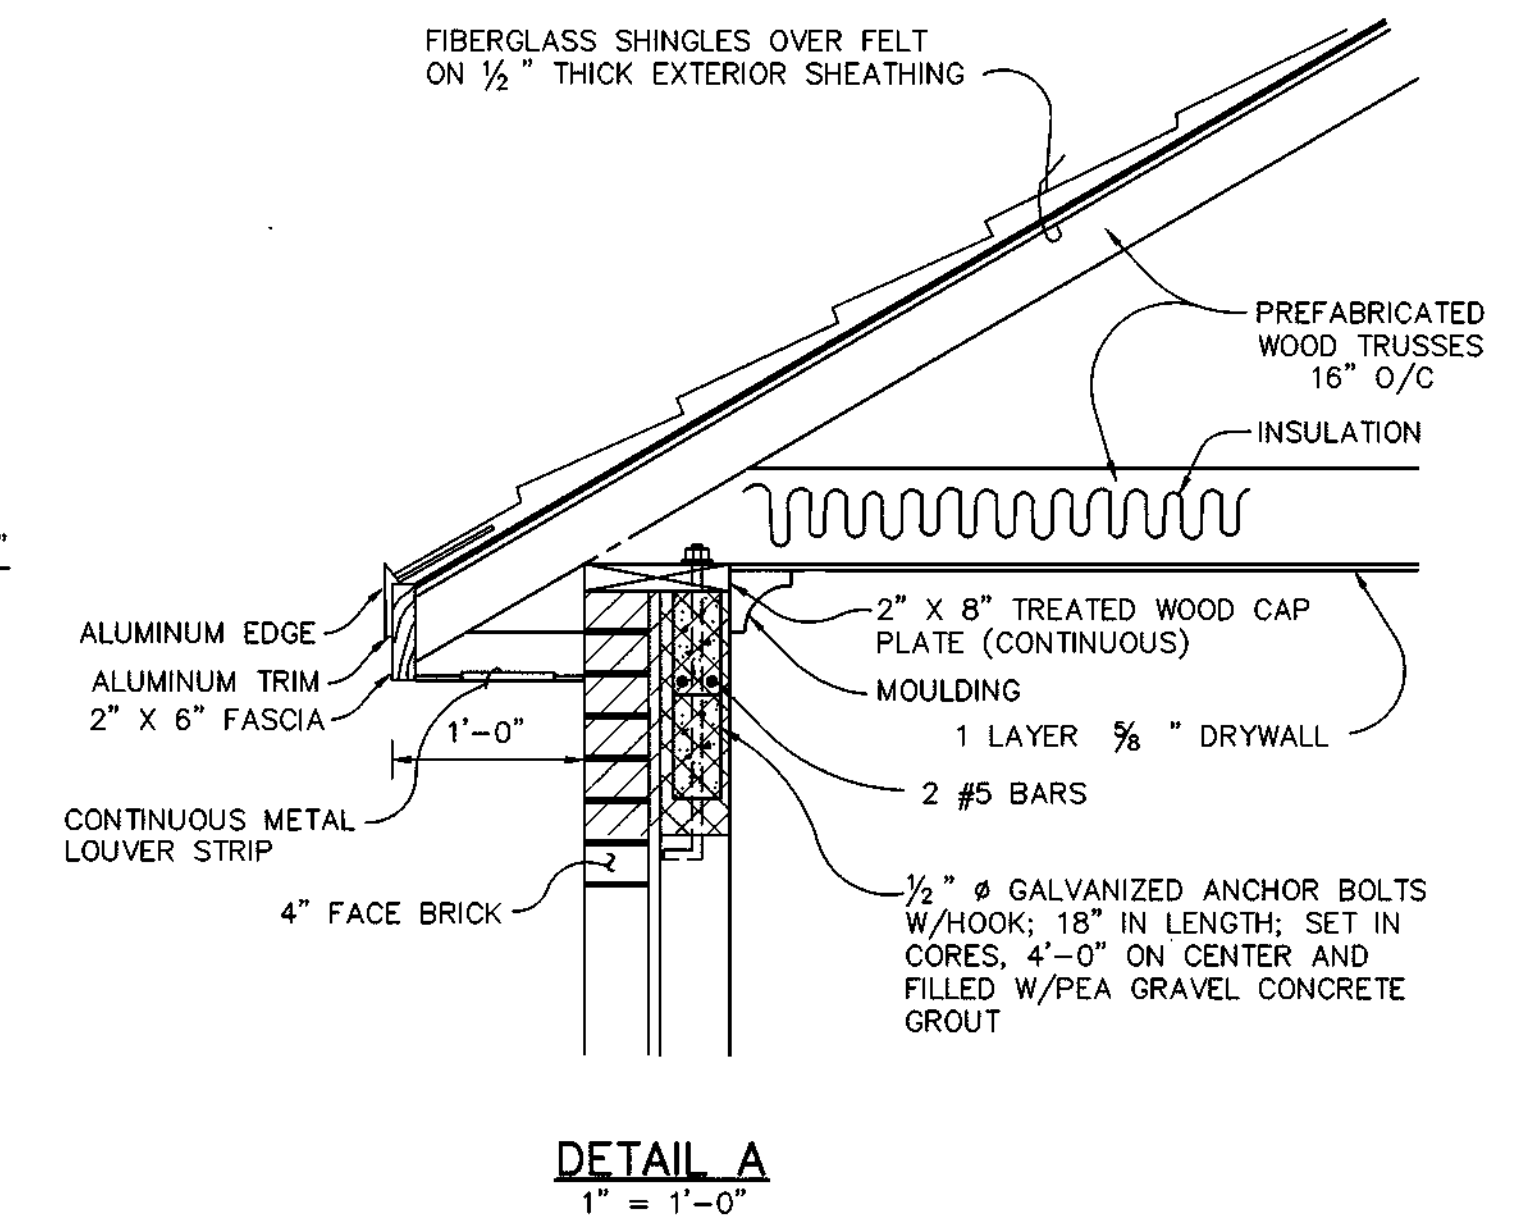 FIBERGLASS SHINGLES OVER FELT
ON ½" THICK EXTERIOR SHEATHING
PREFABRICATED
WOOD TRUSSES
16" O/C
INSULATION
"
ALUMINUM EDGE
ALUMINUM TRIM
2" X 6" FASCIA
1'-0"
CONTINUOUS METAL
LOUVER STRIP
4" FACE BRICK
2" X 8" TREATED WOOD CAP
PLATE (CONTINUOUS)
MOULDING
1 LAYER ⅝ " DRYWALL
2 #5 BARS
½" ø GALVANIZED ANCHOR BOLTS
W/HOOK; 18" IN LENGTH; SET IN
CORES, 4'-0" ON CENTER AND
FILLED W/PEA GRAVEL CONCRETE
GROUT
DETAIL A
1" = 1'-0"